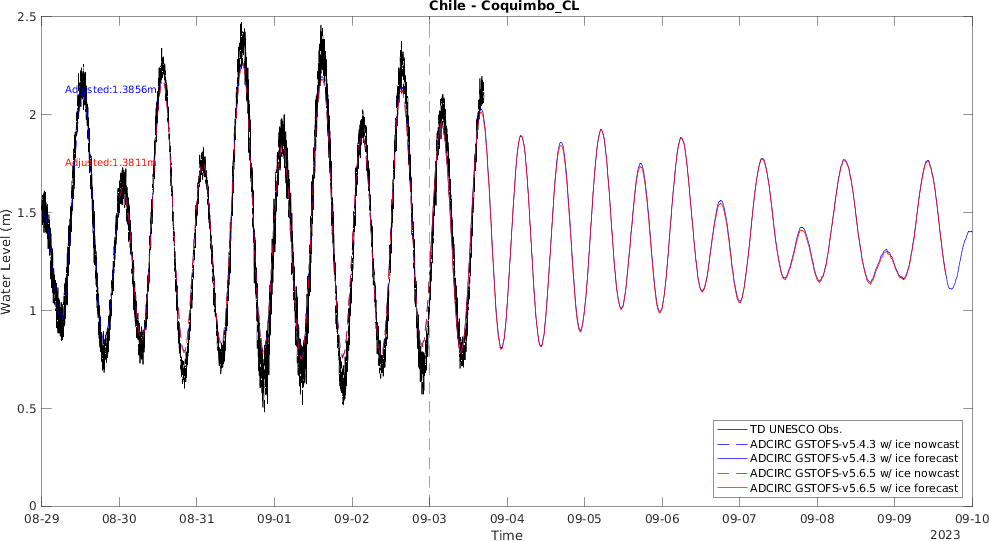 Chile - Coquimbo_CL
2.5
2
1.5
1
0.5
0
Water Level (m)
Adjusted:1.3856m
Adjusted:1.3811m
TD UNESCO Obs.
ADCIRC GSTOFS-v5.4.3 w/ ice nowcast
ADCIRC GSTOFS-v5.4.3 w/ ice forecast
ADCIRC GSTOFS-v5.6.5 w/ ice nowcast
ADCIRC GSTOFS-v5.6.5 w/ ice forecast
08-29 08-30 08-31 09-01 09-02 09-03 09-04 09-05 09-06 09-07 09-08 09-09 09-10
Time
2023